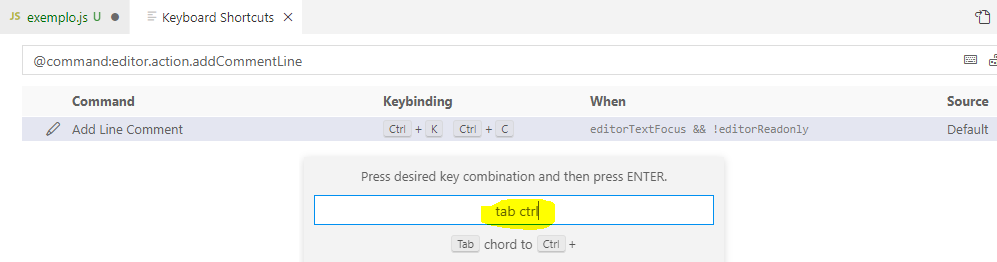 JS exemplo.js U ● Keyboard Shortcuts ×
@command:editor.action.addCommentLine
Command Keybinding When Source
Add Line Comment Ctrl + K Ctrl + C editorTextFocus && !editorReadonly Default
Press desired key combination and then press ENTER.
tab ctrl
Tab chord to Ctrl +